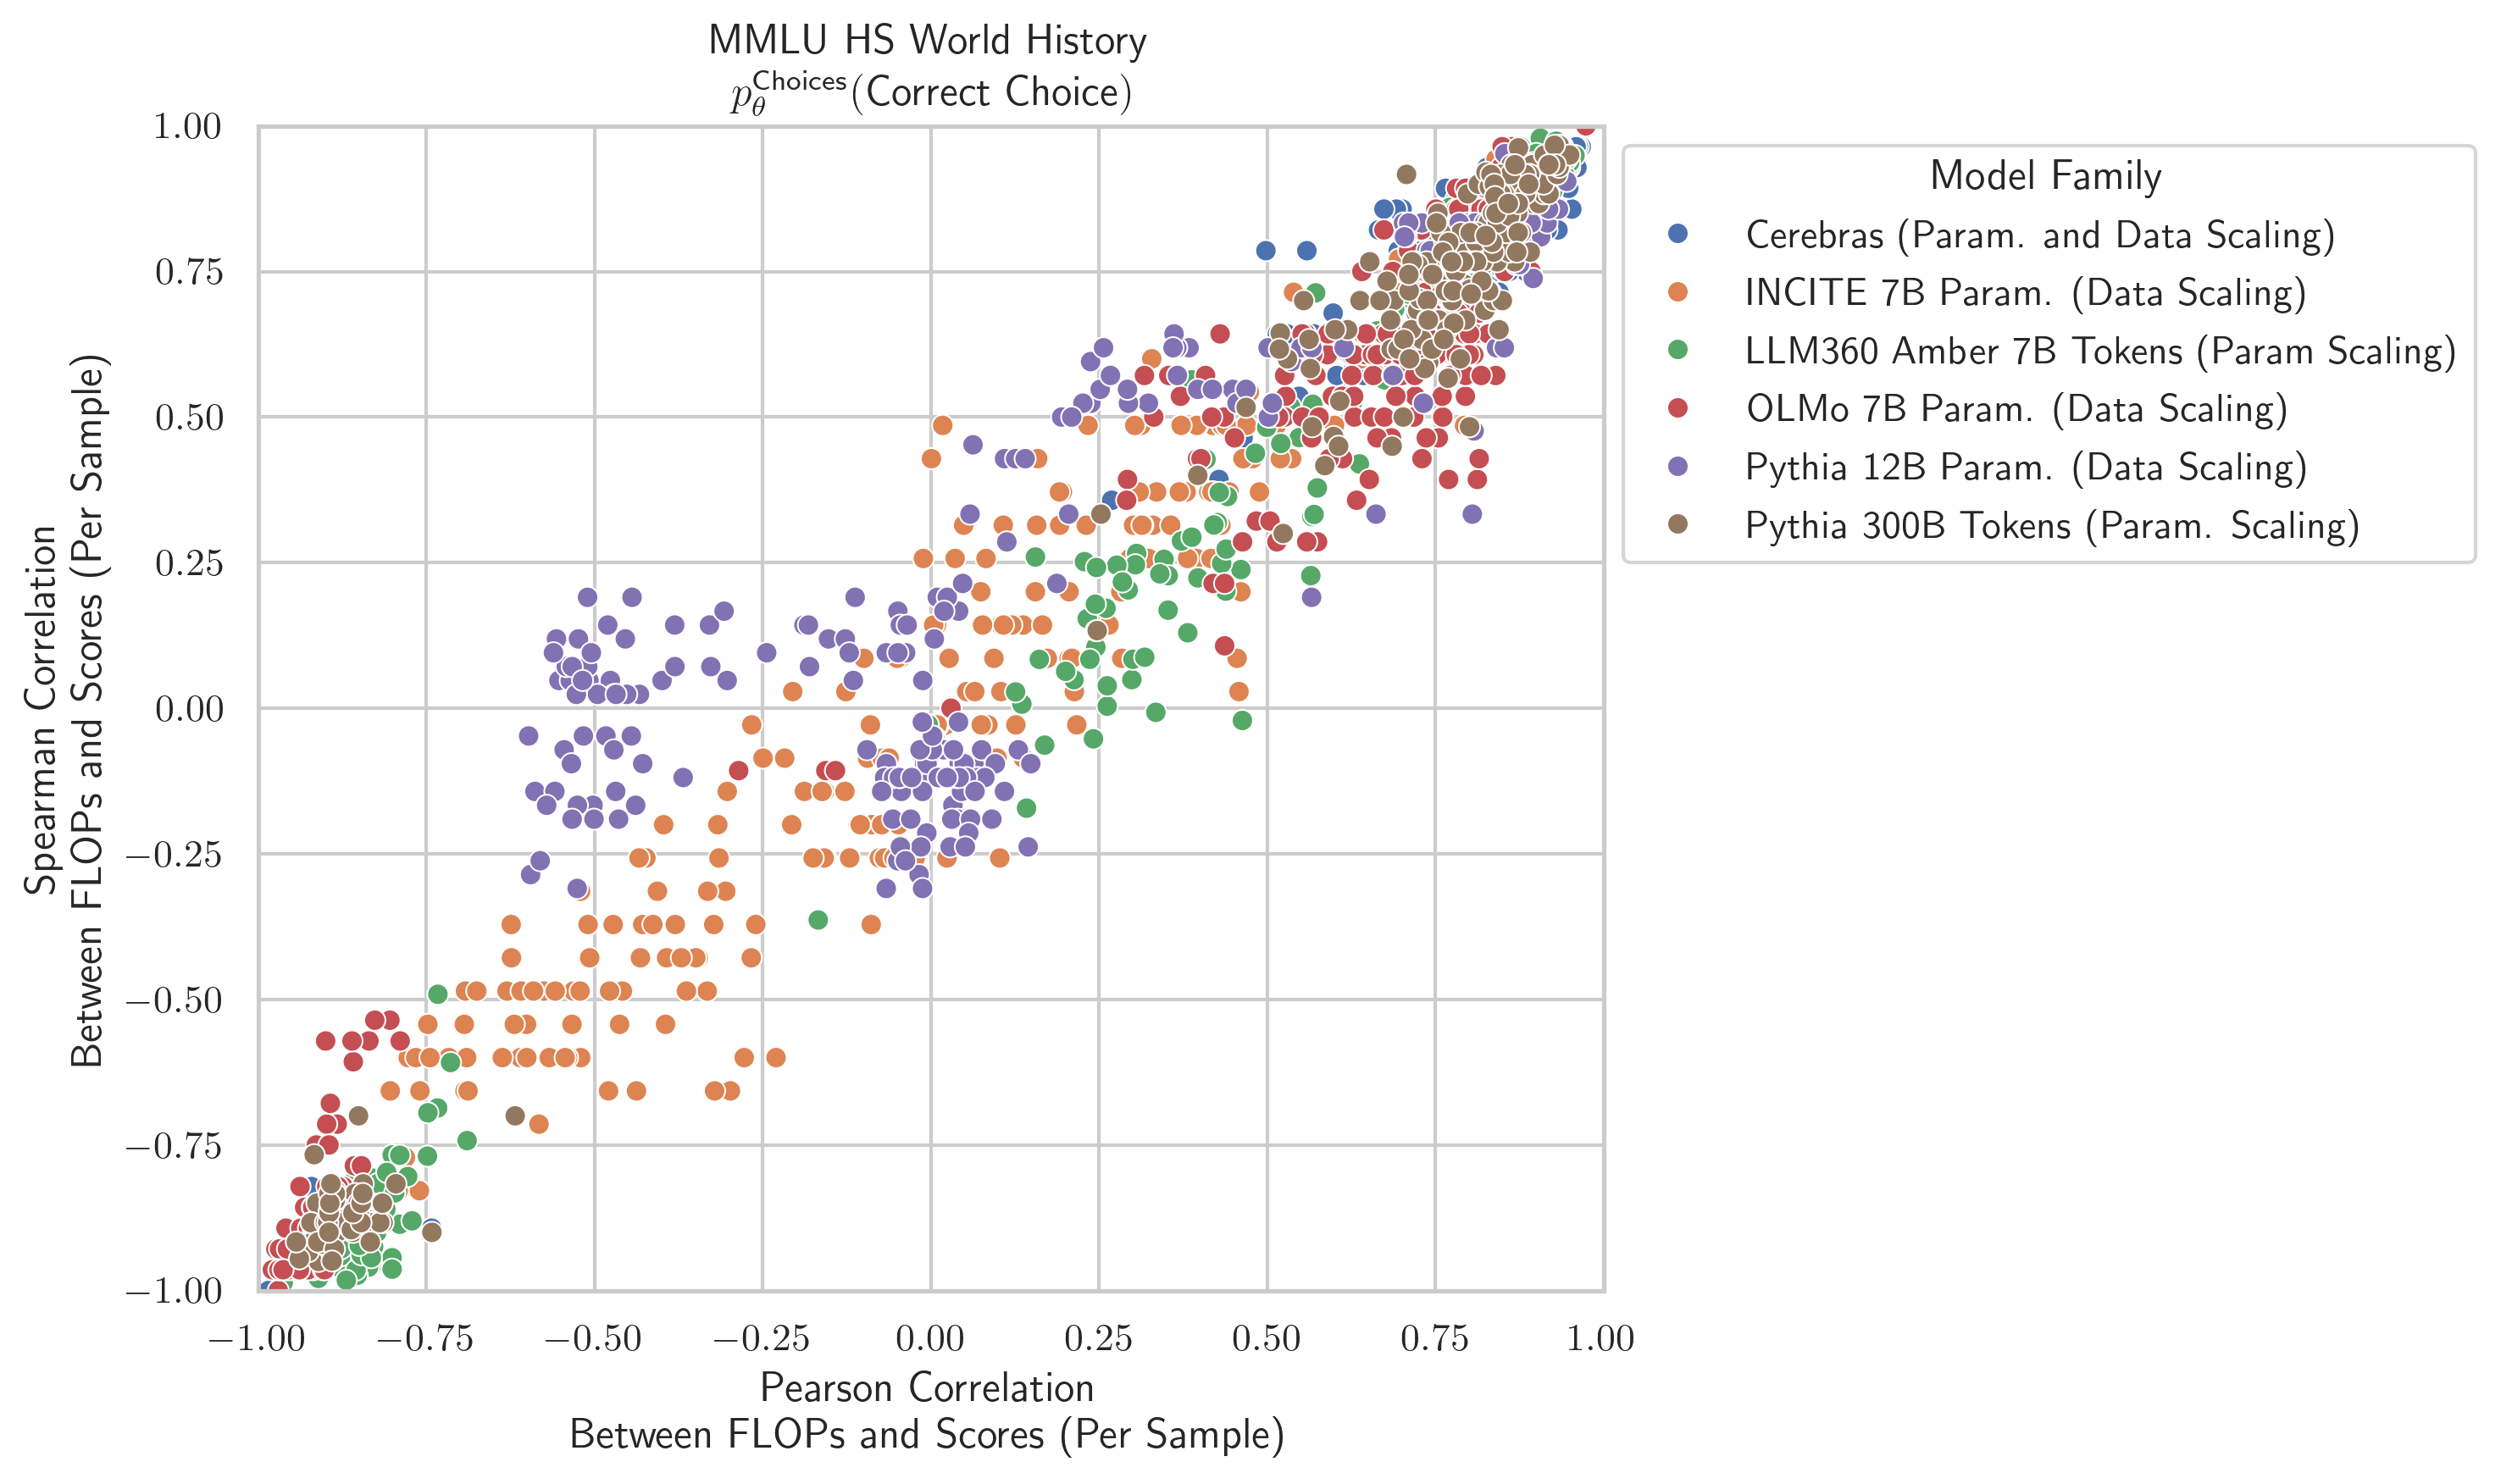 MMLU HS World History
p_θ^Choices(Correct Choice)
Spearman Correlation
Between FLOPs and Scores (Per Sample)
1.00
0.75
0.50
0.25
0.00
−0.25
−0.50
−0.75
−1.00
−1.00 −0.75 −0.50 −0.25 0.00 0.25 0.50 0.75 1.00
Pearson Correlation
Between FLOPs and Scores (Per Sample)
Model Family
Cerebras (Param. and Data Scaling)
INCITE 7B Param. (Data Scaling)
LLM360 Amber 7B Tokens (Param Scaling)
OLMo 7B Param. (Data Scaling)
Pythia 12B Param. (Data Scaling)
Pythia 300B Tokens (Param. Scaling)